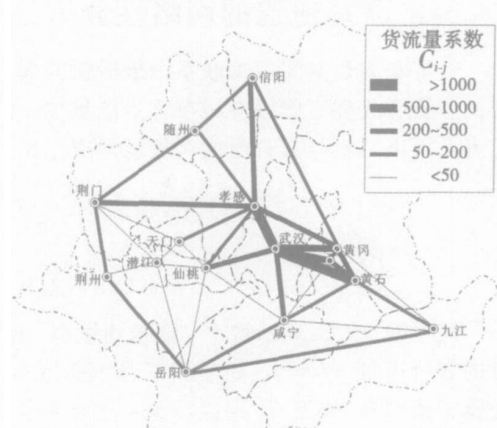 货流量系数
C_{i-j}
>1000
500~1000
200~500
50~200
<50
信阳
随州
荆门
孝感
天门
武汉
黄冈
潜江
仙桃
荆州
黄石
咸宁
九江
岳阳